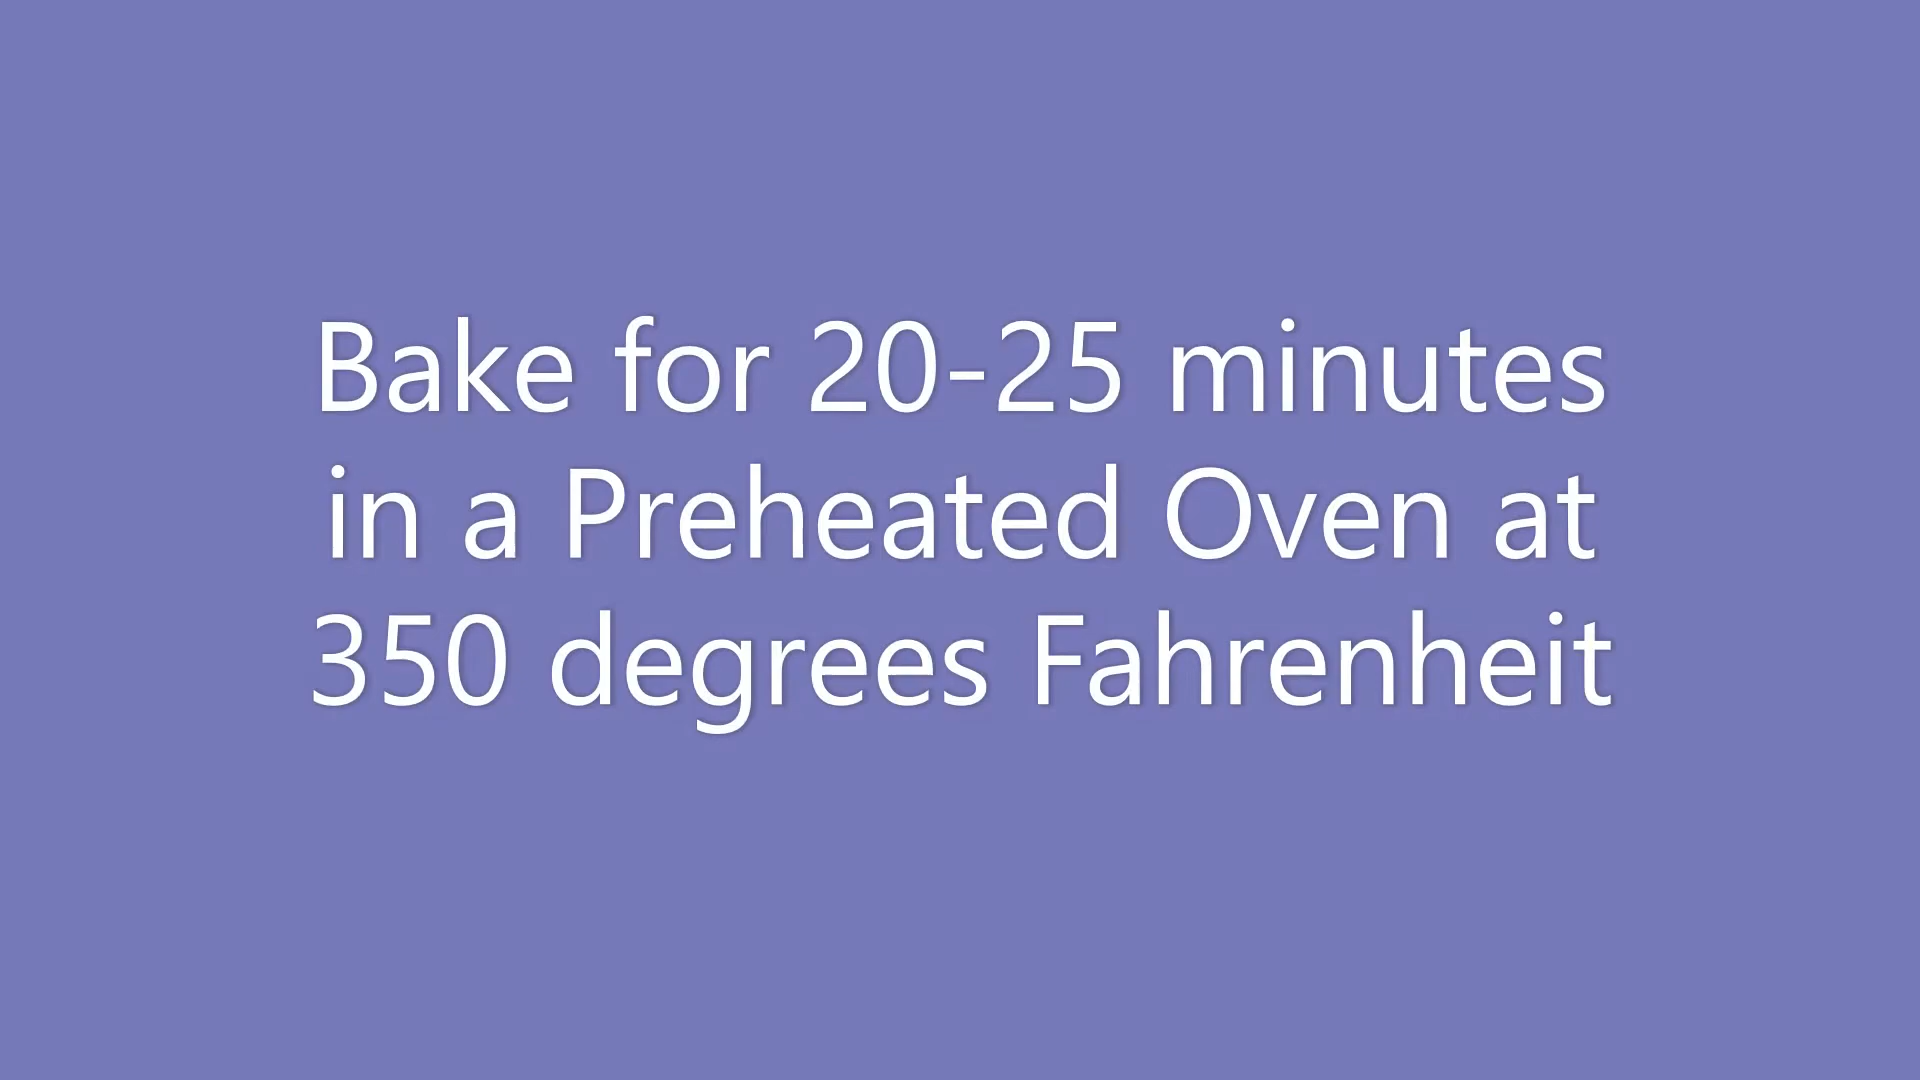 Bake for 20-25 minutes
in a Preheated Oven at
350 degrees Fahrenheit